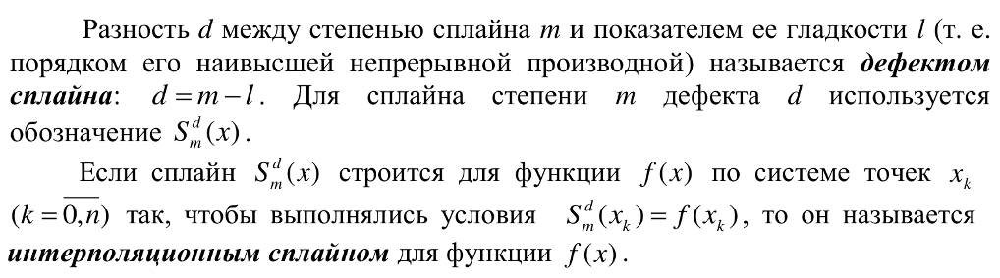 Разность d между степенью сплайна m и показателем ее гладкости l (т. е.
порядком его наивысшей непрерывной производной) называется дефектом
сплайна: d = m − l. Для сплайна степени m дефекта d используется
обозначение S_m^d(x).
Если сплайн S_m^d(x) строится для функции f(x) по системе точек x_k
(k = \overline{0,n}) так, чтобы выполнялись условия S_m^d(x_k) = f(x_k), то он называется
интерполяционным сплайном для функции f(x).